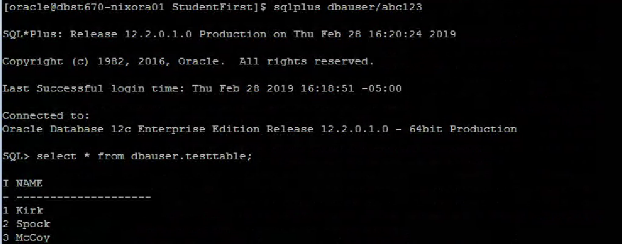 [oracle@dbst670-nixora01 StudentFirst]$ sqlplus dbauser/abc123
SQL*Plus: Release 12.2.0.1.0 Production on Thu Feb 28 16:20:24 2019
Copyright (c) 1982, 2016, Oracle.  All rights reserved.
Last Successful login time: Thu Feb 28 2019 16:18:51 -05:00
Connected to:
Oracle Database 12c Enterprise Edition Release 12.2.0.1.0 - 64bit Production
SQL> select * from dbauser.testtable;
I NAME
- --------------------
1 Kirk
2 Spock
3 McCoy